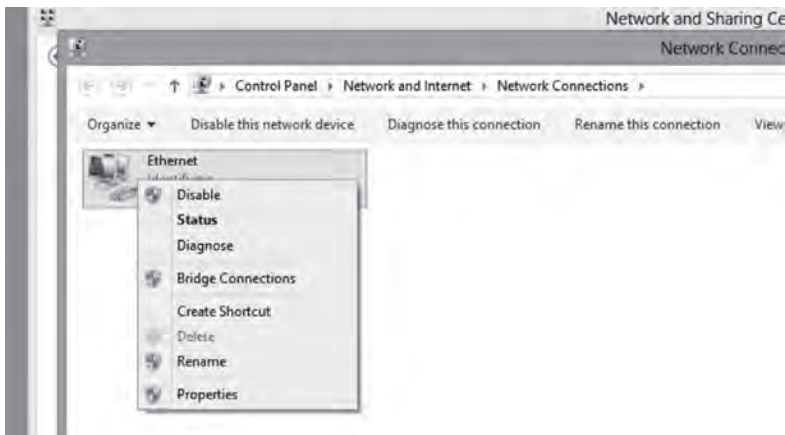 Network and Sharing Ce
Network Connec
Control Panel Network and Internet Network Connections
Organize Disable this network device Diagnose this connection Rename this connection View
Ethernet
Identifying
Disable
Status
Diagnose
Bridge Connections
Create Shortcut
Delete
Rename
Properties